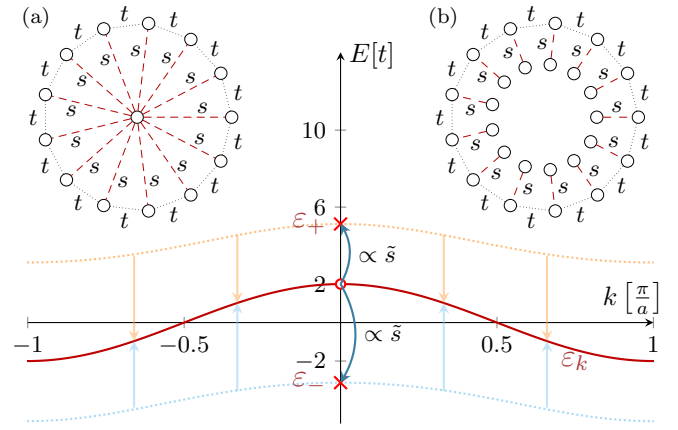 (a) t t (b) t t
t t t t E[t]
s s s s s s
t t t t
s s s s
s s 10 s s
t t t t
s s s s
t t t t
s s s s
t t 6 t t
t t t t
ε₊
∝ s̃
2 k [π/a]
−1 −0.5 0.5 1
∝ s̃
−2 εₖ
ε₋